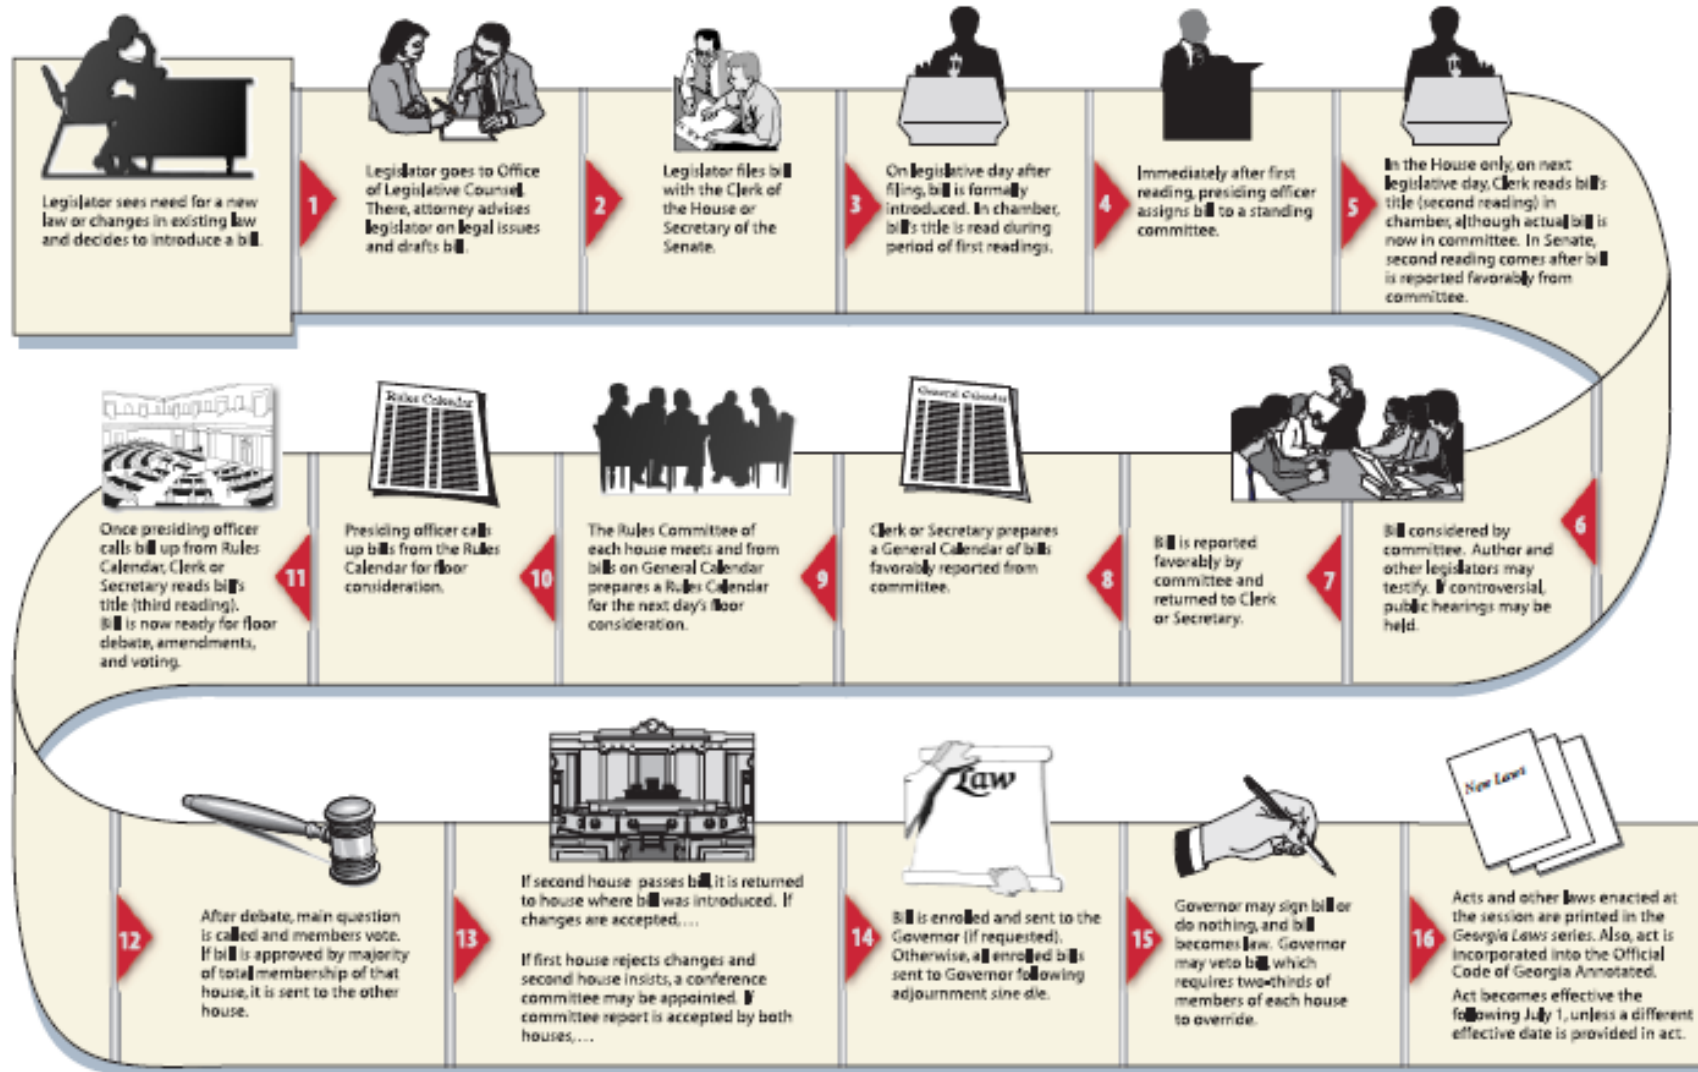 Legislator sees need for a new
law or changes in existing law
and decides to introduce a bill.
1
Legislator goes to Office
of Legislative Counsel.
There, attorney advises
legislator on legal issues
and drafts bill.
2
Legislator files bill
with the Clerk of
the House or
Secretary of the
Senate.
3
On legislative day after
filing, bill is formally
introduced. In chamber,
bill's title is read during
period of first readings.
4
Immediately after first
reading, presiding officer
assigns bill to a standing
committee.
5
In the House only, on next
legislative day, Clerk reads bill's
title (second reading) in
chamber, although actual bill is
now in committee. In Senate,
second reading comes after bill
is reported favorably from
committee.
6
Bill considered by
committee. Author and
other legislators may
testify. If controversial,
public hearings may be
held.
7
Bill is reported
favorably by
committee and
returned to Clerk
or Secretary.
8
General Calendar
Clerk or Secretary prepares
a General Calendar of bills
favorably reported from
committee.
9
The Rules Committee of
each house meets and from
bills on General Calendar
prepares a Rules Calendar
for the next day's floor
consideration.
10
Rules Calendar
Presiding officer calls
up bills from the Rules
Calendar for floor
consideration.
11
Once presiding officer
calls bill up from Rules
Calendar, Clerk or
Secretary reads bill's
title (third reading).
Bill is now ready for floor
debate, amendments,
and voting.
12
After debate, main question
is called and members vote.
If bill is approved by majority
of total membership of that
house, it is sent to the other
house.
13
If second house passes bill, it is returned
to house where bill was introduced. If
changes are accepted,...
If first house rejects changes and
second house insists, a conference
committee may be appointed. If
committee report is accepted by both
houses,...
14
Law
Bill is enrolled and sent to the
Governor (if requested).
Otherwise, all enrolled bills
sent to Governor following
adjournment sine die.
15
Governor may sign bill or
do nothing, and bill
becomes law. Governor
may veto bill, which
requires two-thirds of
members of each house
to override.
16
New Laws
Acts and other laws enacted at
the session are printed in the
Georgia Laws series. Also, act is
incorporated into the Official
Code of Georgia Annotated.
Act becomes effective the
following July 1, unless a different
effective date is provided in act.